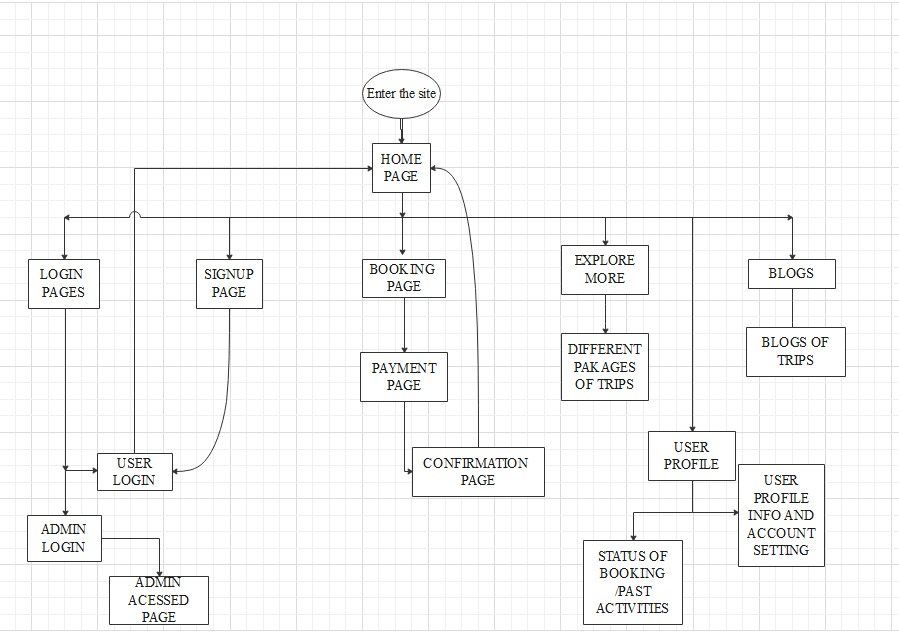 Enter the site
HOME
PAGE
LOGIN
PAGES
SIGNUP
PAGE
BOOKING
PAGE
EXPLORE
MORE
BLOGS
PAYMENT
PAGE
DIFFERENT
PAKAGES
OF TRIPS
BLOGS OF
TRIPS
USER
LOGIN
CONFIRMATION
PAGE
USER
PROFILE
USER
PROFILE
INFO AND
ACCOUNT
SETTING
ADMIN
LOGIN
STATUS OF
BOOKING
/PAST
ACTIVITIES
ADMIN
ACESSED
PAGE